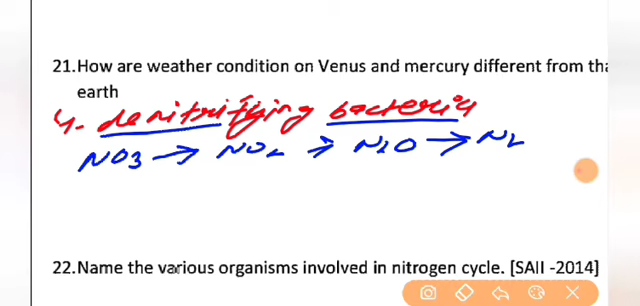 21.How are weather condition on Venus and mercury different from tha
earth
4. denitrifying bacteria
NO3 → NO2 → N2O → N2
22.Name the various organisms involved in nitrogen cycle. [SAII -2014]